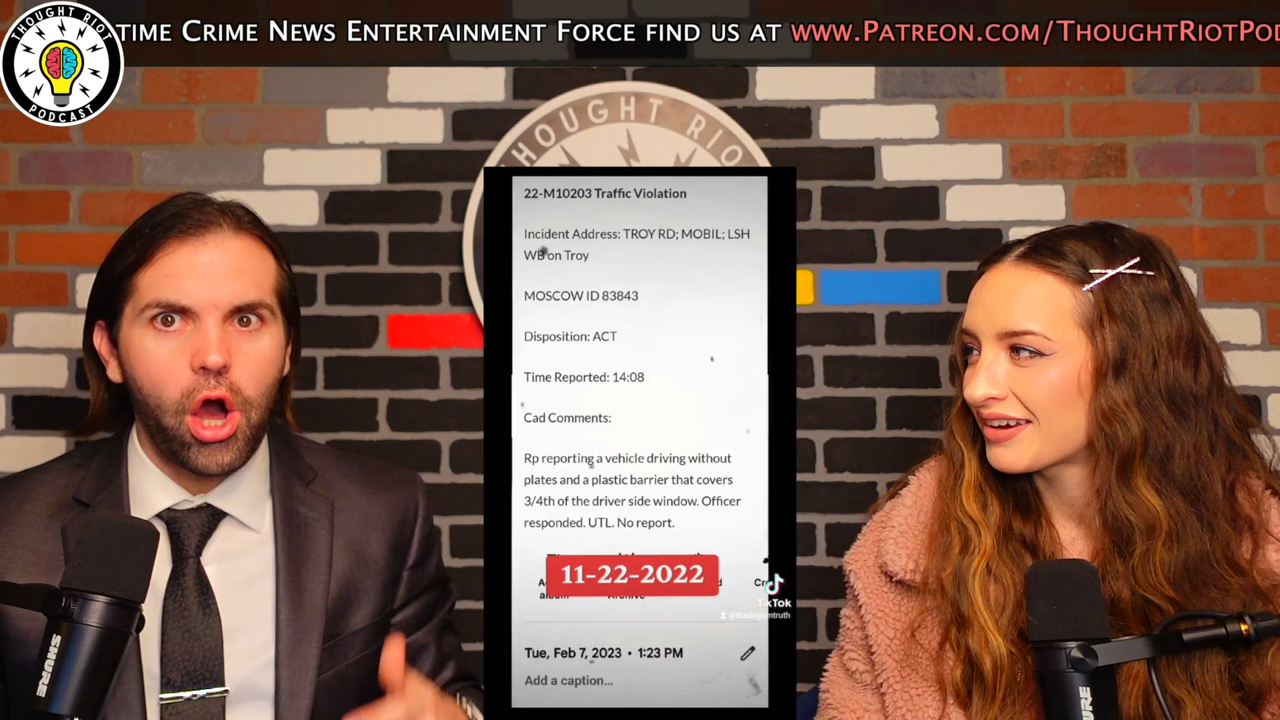 TIME CRIME NEWS ENTERTAINMENT FORCE FIND US AT WWW.PATREON.COM/THOUGHTRIOTPOD
THOUGHT RIOT
PODCAST
THOUGHT RIO
22-M10203 Traffic Violation
Incident Address: TROY RD; MOBIL; LSH
WB on Troy
MOSCOW ID 83843
Disposition: ACT
Time Reported: 14:08
Cad Comments:
Rp reporting a vehicle driving without
plates and a plastic barrier that covers
3/4th of the driver side window. Officer
responded. UTL. No report.
11-22-2022
TikTok
Tue, Feb 7, 2023 • 1:23 PM
Add a caption...
SHURE
URE